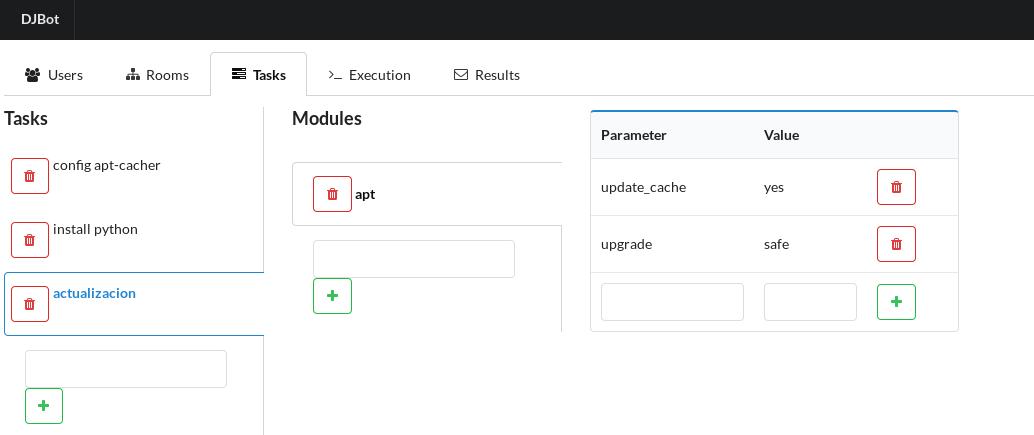 DJBot
Users Rooms Tasks Execution Results
Tasks
config apt-cacher
install python
actualizacion
Modules
apt
Parameter Value
update_cache yes
upgrade safe